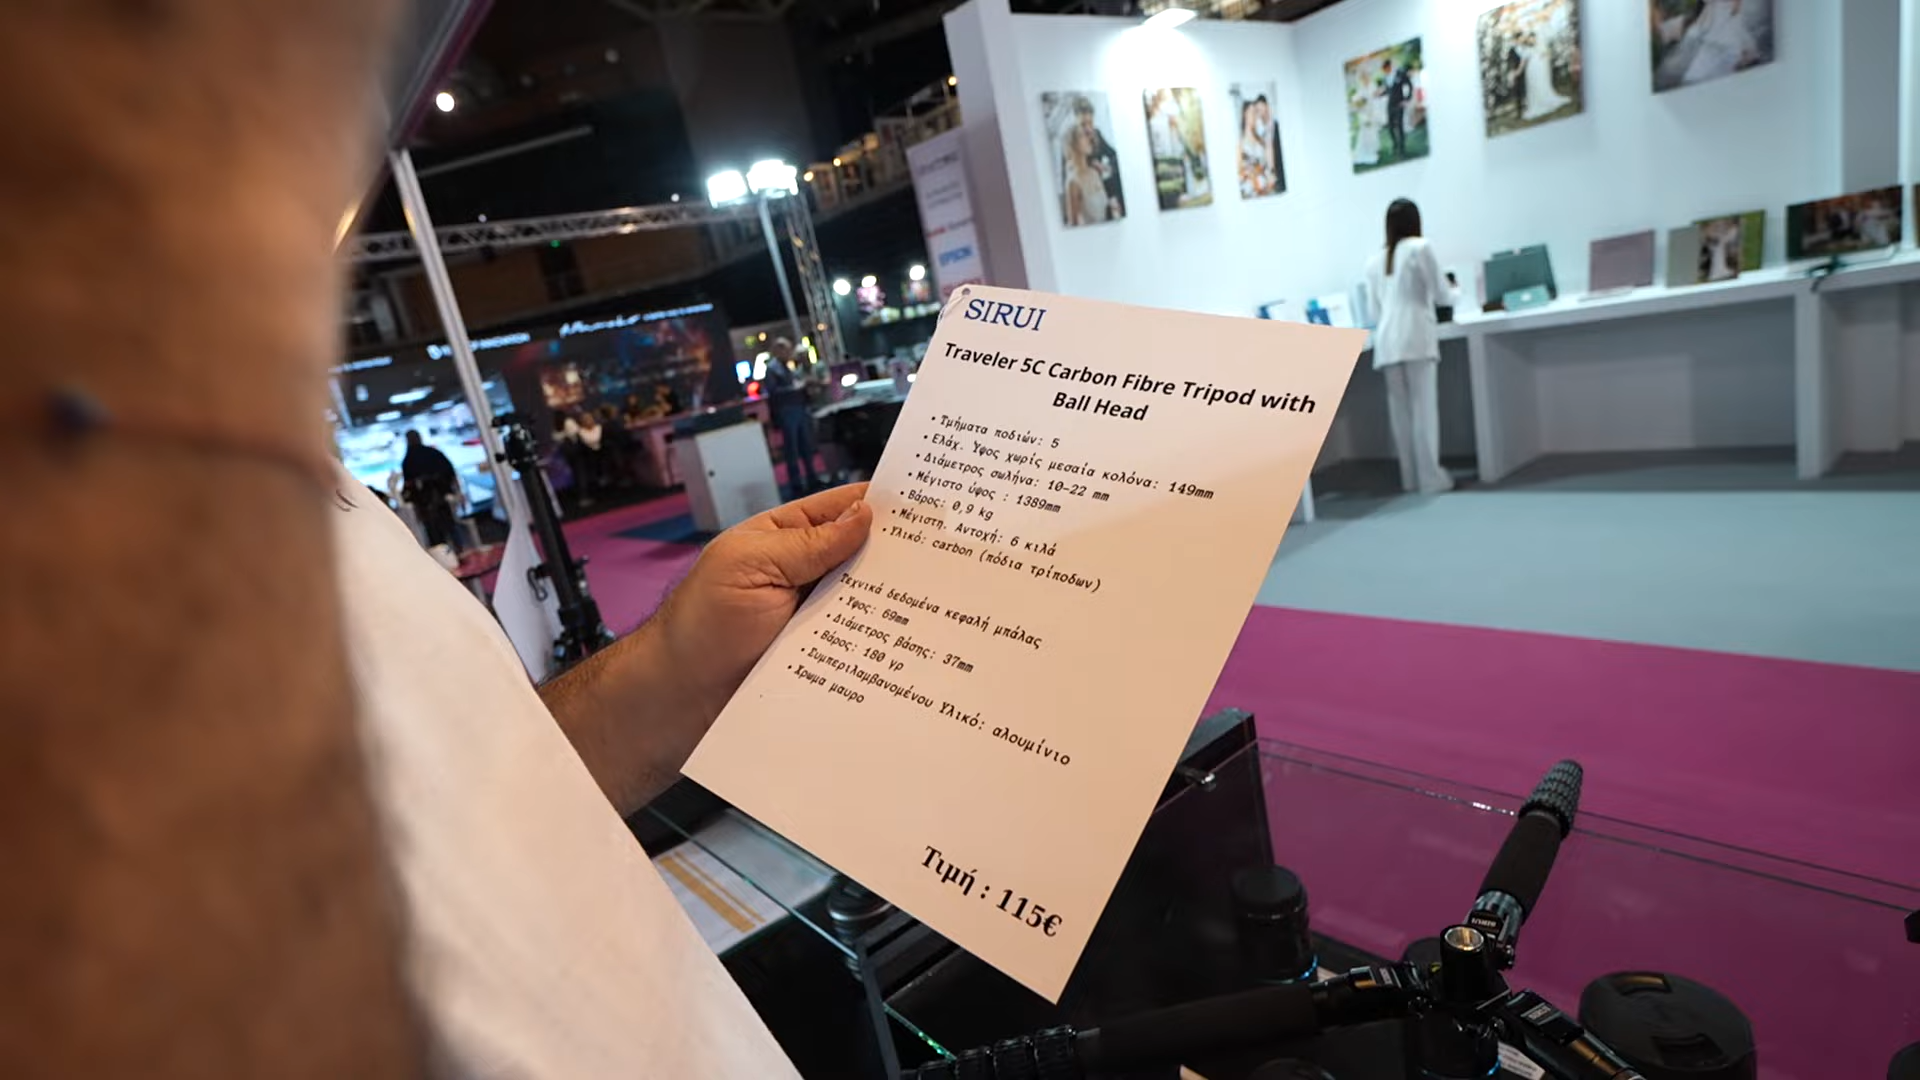 SIRUI
Traveler 5C Carbon Fibre Tripod with
Ball Head
• Τμήματα ποδιών: 5
• Ελάχ. Ύψος χωρίς μεσαία κολόνα: 149mm
• Διάμετρος σωλήνα: 10-22 mm
• Μέγιστο ύψος : 1389mm
• Βάρος: 0,9 kg
• Μέγιστη. Αντοχή: 6 κιλά
• Υλικό: carbon (πόδια τρίποδων)
Τεχνικά δεδομένα κεφαλή μπάλας
• Υψος: 69mm
• Διάμετρος βάσης: 37mm
• Βάρος: 180 γρ
• Συμπεριλαμβανομένου Υλικό: αλουμίνιο
• Χρωμα μαυρο
Τιμή : 115€
EPSON